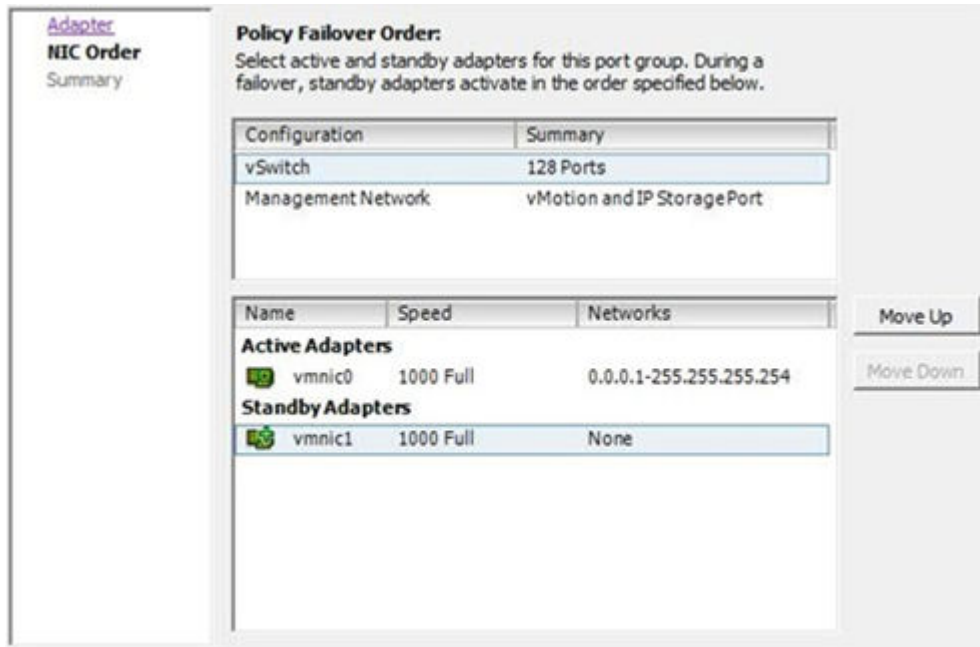 Adapter
NIC Order
Summary
Policy Failover Order:
Select active and standby adapters for this port group. During a
failover, standby adapters activate in the order specified below.
Configuration Summary
vSwitch 128 Ports
Management Network vMotion and IP StoragePort
Name Speed Networks
Active Adapters
vmnic0 1000 Full 0.0.0.1-255.255.255.254
Standby Adapters
vmnic1 1000 Full None
Move Up
Move Down